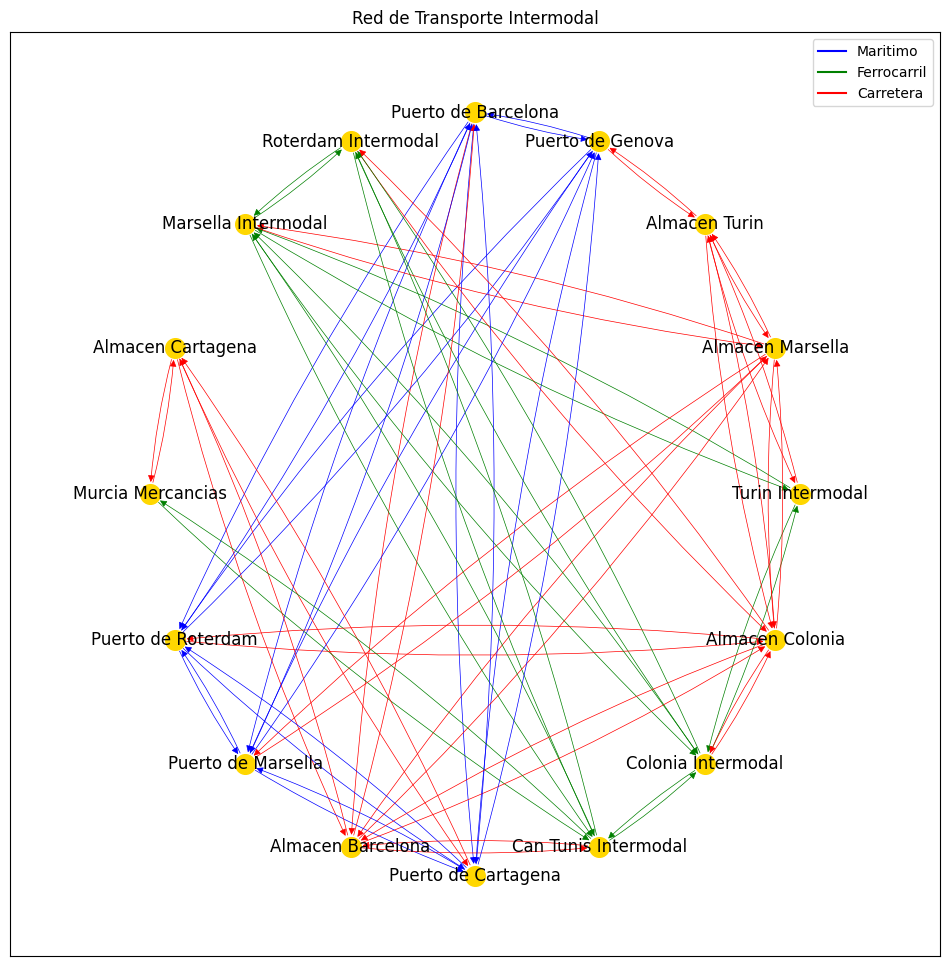 Red de Transporte Intermodal
Maritimo
Ferrocarril
Carretera
Puerto de Barcelona
Roterdam Intermodal
Puerto de Genova
Marsella Intermodal
Almacen Turin
Almacen Cartagena
Almacen Marsella
Murcia Mercancias
Turin Intermodal
Puerto de Roterdam
Almacen Colonia
Puerto de Marsella
Colonia Intermodal
Almacen Barcelona
Can Tunis Intermodal
Puerto de Cartagena